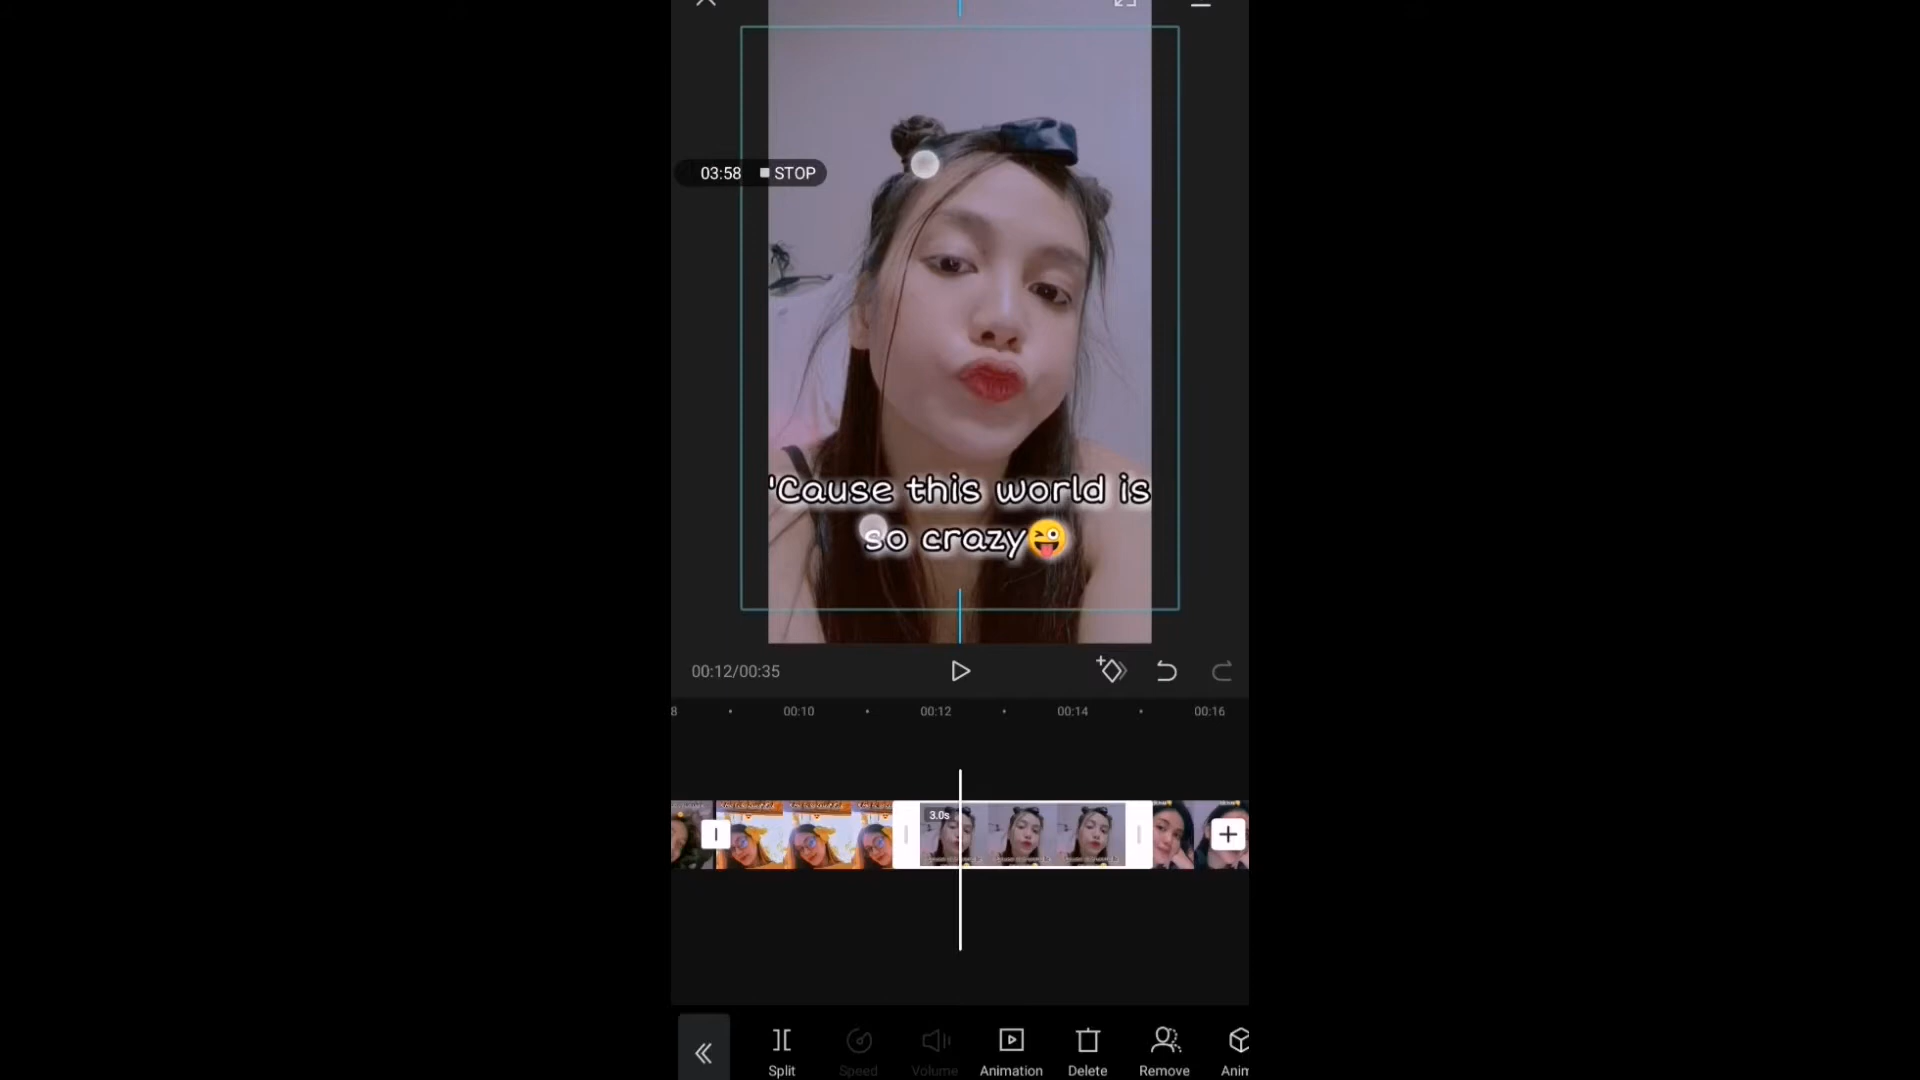 03:58 STOP
'Cause this world is
so crazy😜
00:12/00:35
8 00:10 00:12 00:14 00:16
3.0s
Split Speed Volume Animation Delete Remove Anim